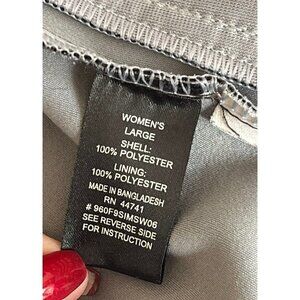 WOMEN'S
LARGE
SHELL:
100% POLYESTER
LINING:
100% POLYESTER
MADE IN BANGLADESH
RN 44741
# 960F9SIMSW06
SEE REVERSE SIDE
FOR INSTRUCTION